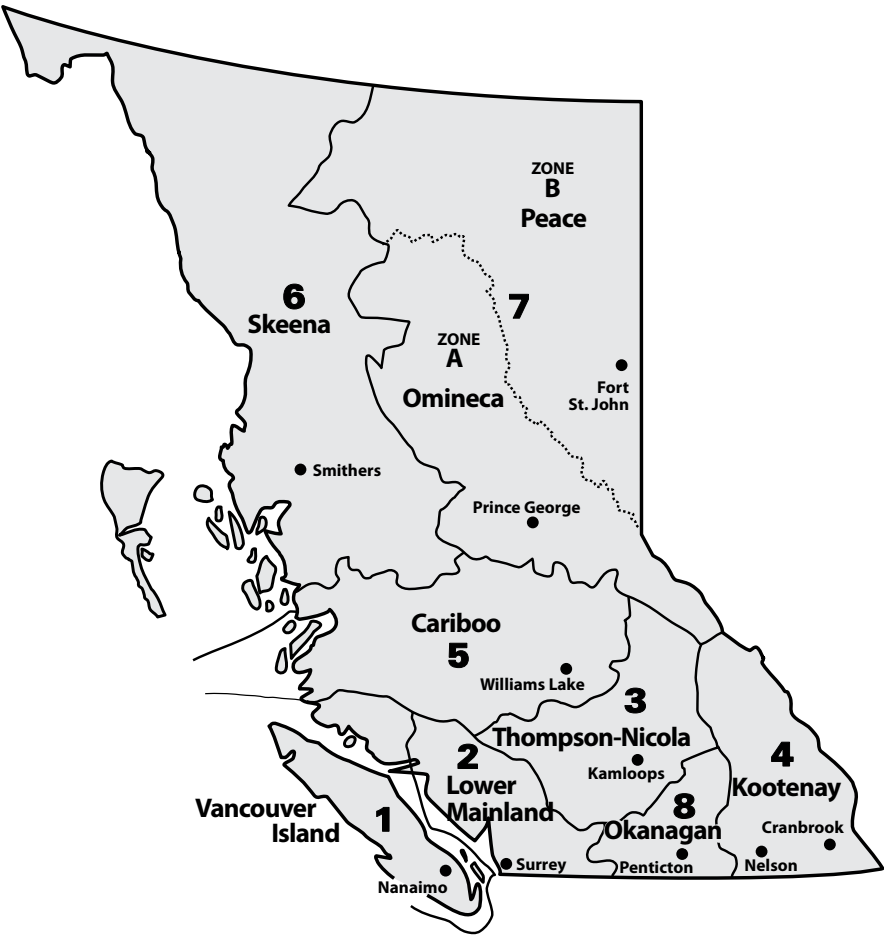 ZONE
B
Peace
6
Skeena
7
ZONE
A
Omineca
Fort
St. John
Smithers
Prince George
Cariboo
5
Williams Lake
3
Thompson-Nicola
Kamloops
2
Lower
Mainland
4
Kootenay
Vancouver
Island
1
8
Okanagan
Cranbrook
Surrey
Penticton
Nelson
Nanaimo